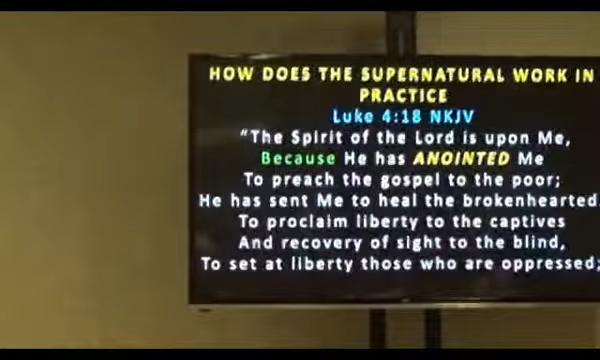 HOW DOES THE SUPERNATURAL WORK IN
PRACTICE
Luke 4:18 NKJV
“The Spirit of the Lord is upon Me,
Because He has ANOINTED Me
To preach the gospel to the poor;
He has sent Me to heal the brokenhearted,
To proclaim liberty to the captives
And recovery of sight to the blind,
To set at liberty those who are oppressed;